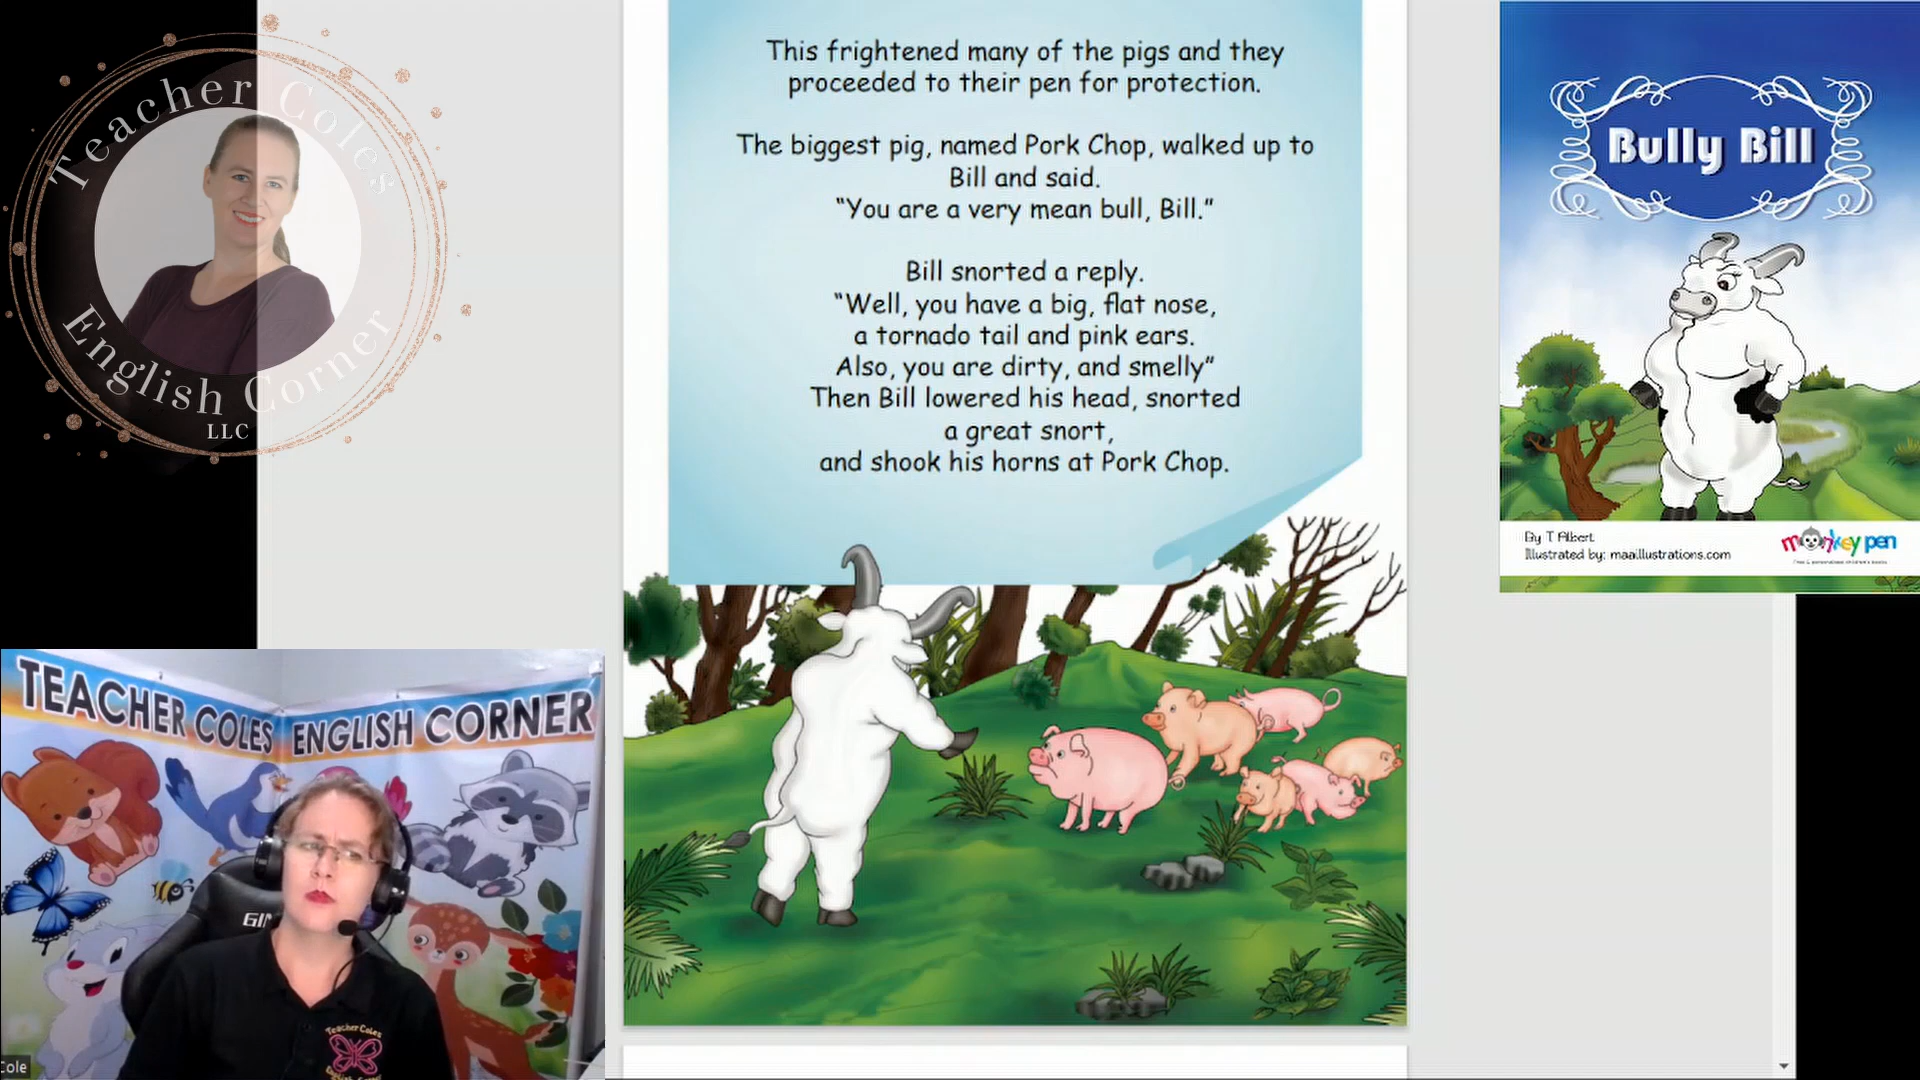 Teacher Coles
English Corner
LLC
This frightened many of the pigs and they
proceeded to their pen for protection.
The biggest pig, named Pork Chop, walked up to
Bill and said.
“You are a very mean bull, Bill.”
Bill snorted a reply.
“Well, you have a big, flat nose,
a tornado tail and pink ears.
Also, you are dirty, and smelly”
Then Bill lowered his head, snorted
a great snort,
and shook his horns at Pork Chop.
Bully Bill
By T Albert
Illustrated by: maaillustrations.com
monkey pen
TEACHER COLES ENGLISH CORNER
Teacher Coles
English Corner
Cole